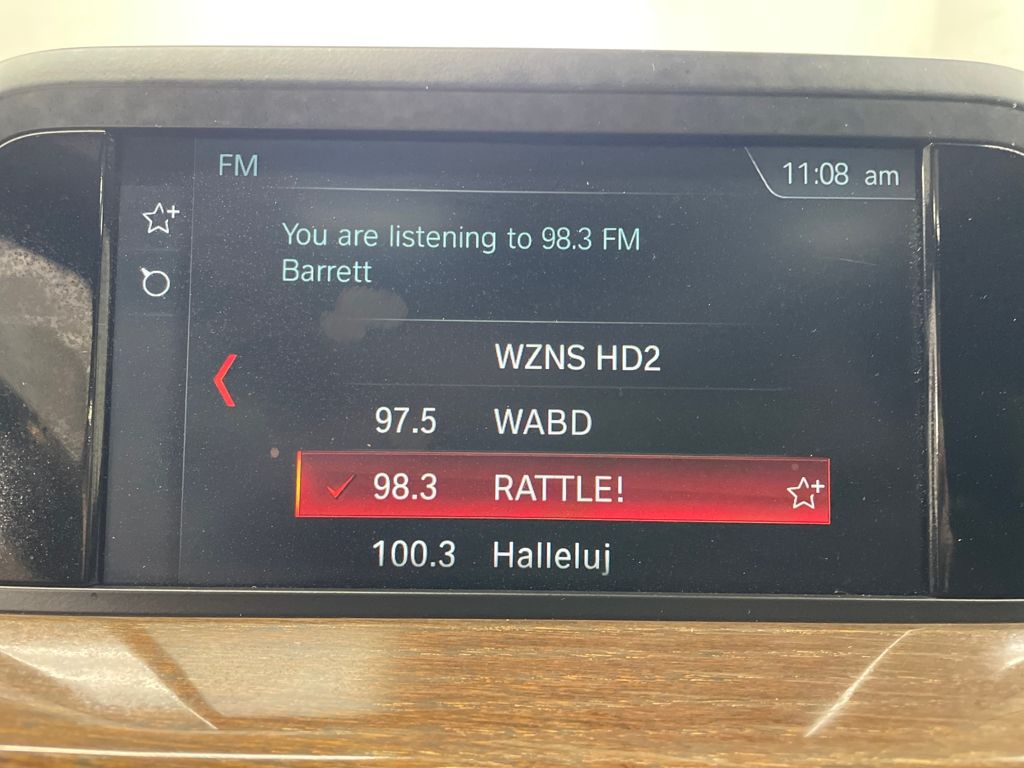 FM
11:08 am
You are listening to 98.3 FM
Barrett
WZNS HD2
97.5 WABD
98.3 RATTLE!
100.3 Halleluj